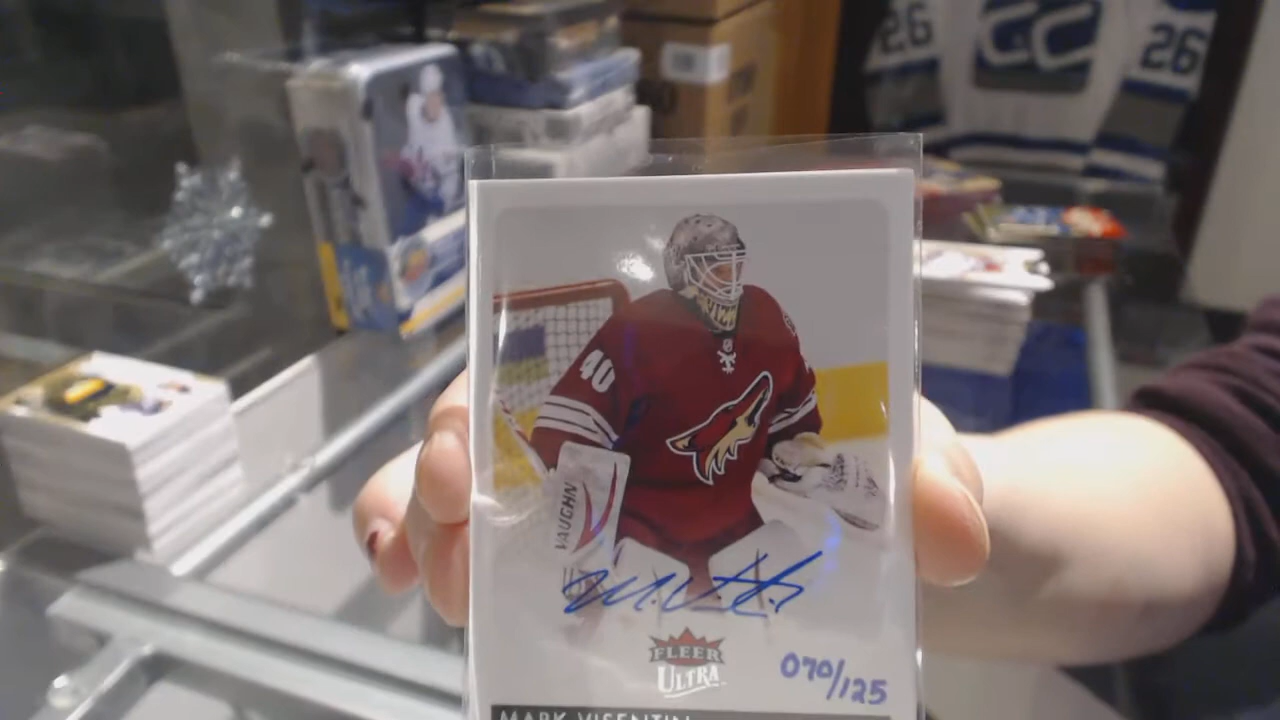 26
26
40
VAUGHN
M. V
FLEER
ULTRA
070/125
MARK VISENTIN